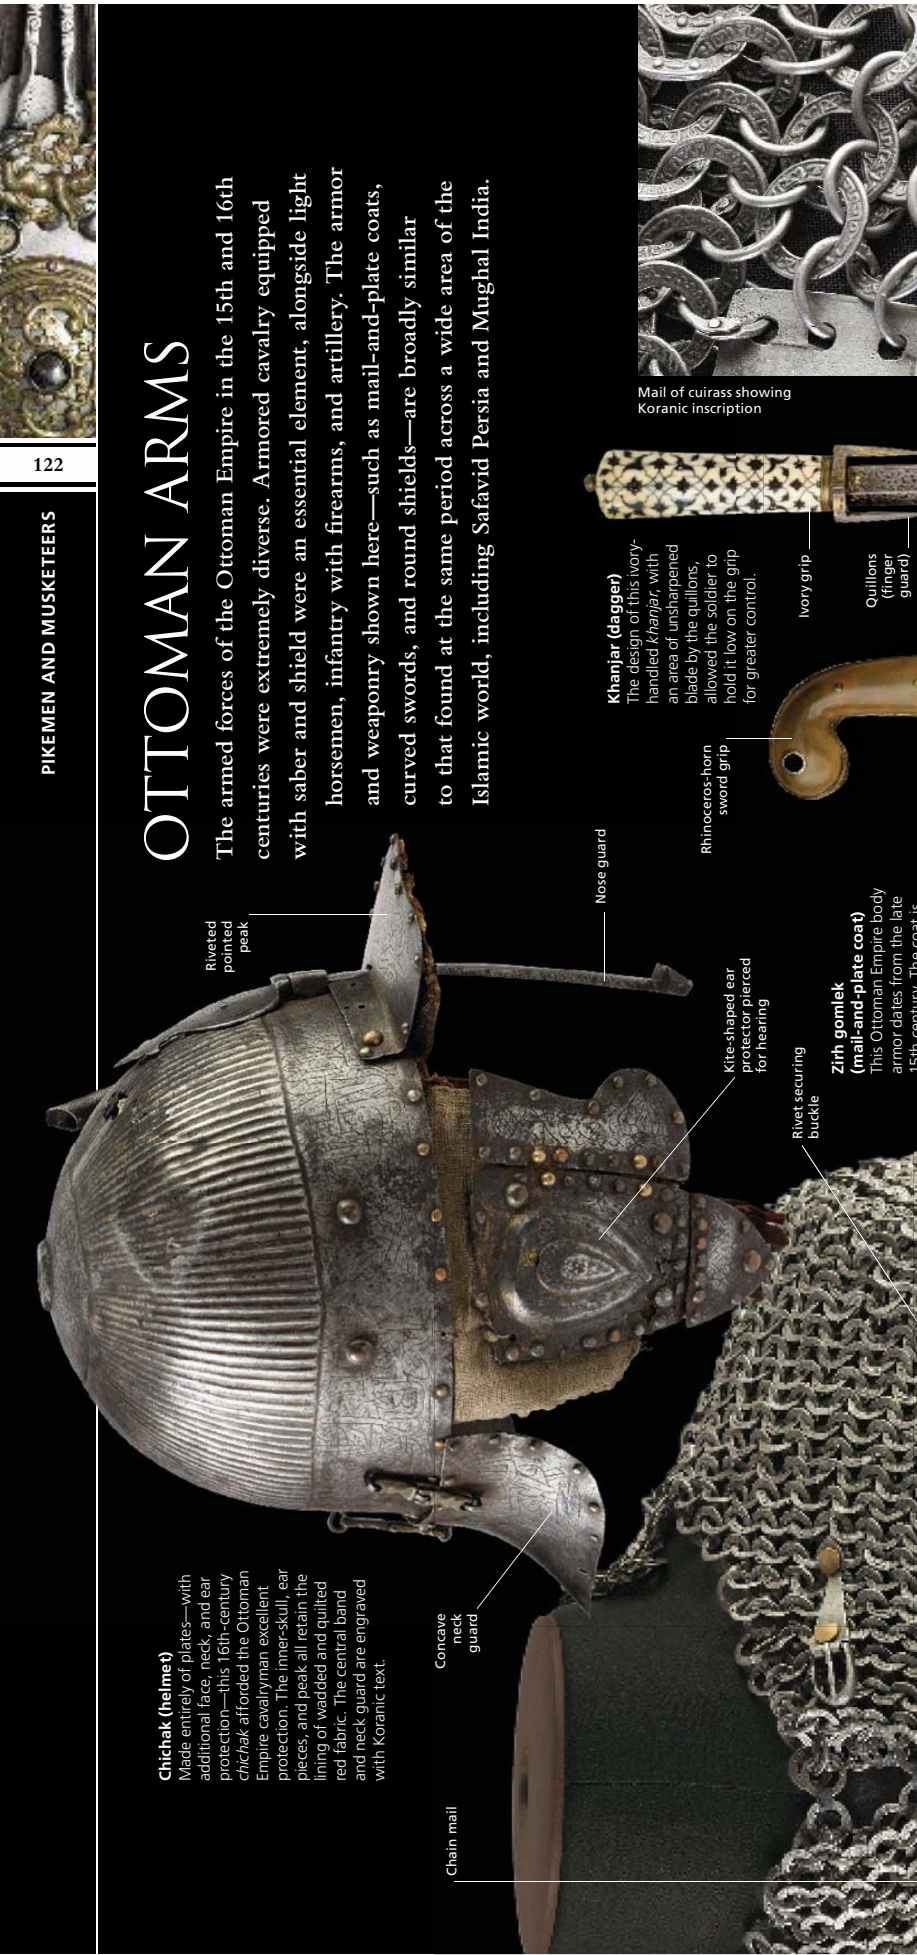 122
PIKEMEN AND MUSKETEERS
OTTOMAN ARMS
The armed forces of the Ottoman Empire in the 15th and 16th
centuries were extremely diverse. Armored cavalry equipped
with saber and shield were an essential element, alongside light
horsemen, infantry with firearms, and artillery. The armor
and weaponry shown here—such as mail-and-plate coats,
curved swords, and round shields—are broadly similar
to that found at the same period across a wide area of the
Islamic world, including Safavid Persia and Mughal India.
Chichak (helmet)
Made entirely of plates—with
additional face, neck, and ear
protection—this 16th-century
chichak afforded the Ottoman
Empire cavalryman excellent
protection. The inner-skull, ear
pieces, and peak all retain the
lining of wadded and quilted
red fabric. The central band
and neck guard are engraved
with Koranic text.
Riveted
pointed
peak
Nose guard
Kite-shaped ear
protector pierced
for hearing
Concave
neck
guard
Chain mail
Rivet securing
buckle
Zirh gomlek
(mail-and-plate coat)
This Ottoman Empire body
armor dates from the late
15th century. The coat is
Rhinoceros-horn
sword grip
Khanjar (dagger)
The design of this ivory-
handled khanjar, with
an area of unsharpened
blade by the quillons,
allowed the soldier to
hold it low on the grip
for greater control.
Ivory grip
Quillons
(finger
guard)
Mail of cuirass showing
Koranic inscription